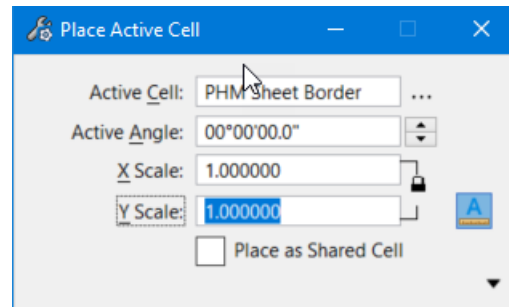 Place Active Cell
Active Cell: PHM Sheet Border ...
Active Angle: 00°00'00.0"
X Scale: 1.000000
Y Scale: 1.000000
A
Place as Shared Cell